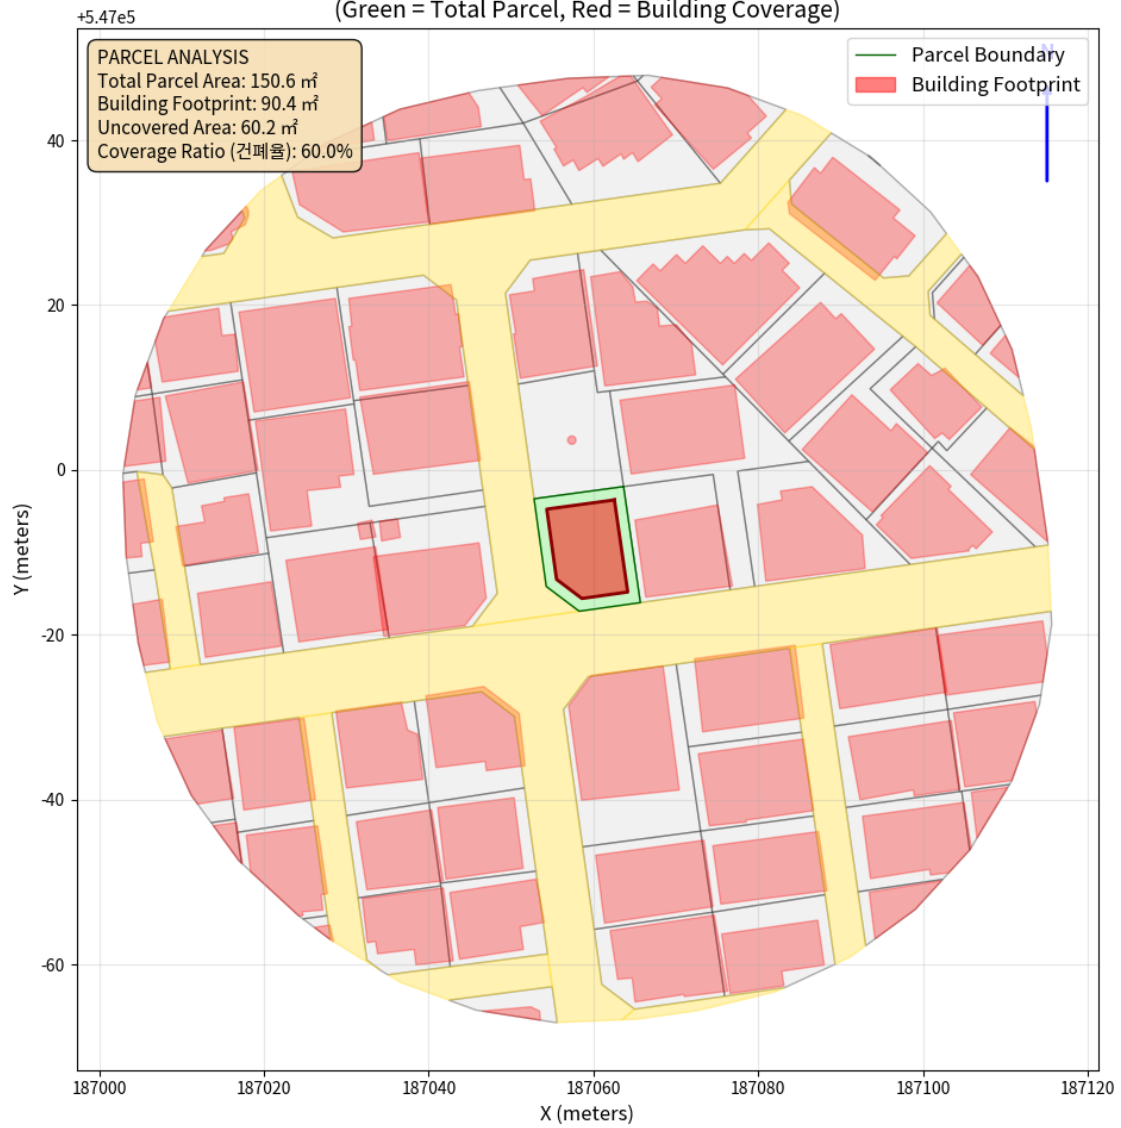 (Green = Total Parcel, Red = Building Coverage)
+5.47e5
PARCEL ANALYSIS
Total Parcel Area: 150.6 ㎡
Building Footprint: 90.4 ㎡
Uncovered Area: 60.2 ㎡
Coverage Ratio (건폐율): 60.0%
Parcel Boundary
Building Footprint
N
40
20
0
-20
-40
-60
Y (meters)
187000
187020
187040
187060
187080
187100
187120
X (meters)